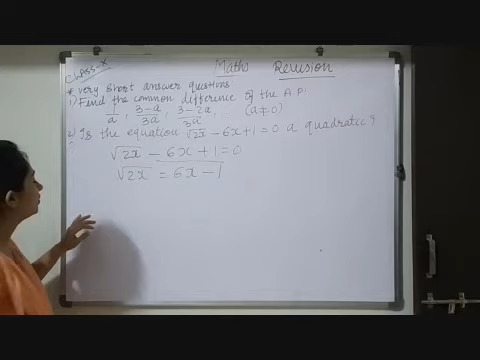 CLASS-X
Maths Revision
* Very short answer questions
1) Find the common difference of the A P
1/a, (3-a)/3a, (3-2a)/3a, ... (a≠0)
2) Is the equation √2x - 6x + 1 = 0 a quadratic ?
√2x - 6x + 1 = 0
√2x = 6x - 1